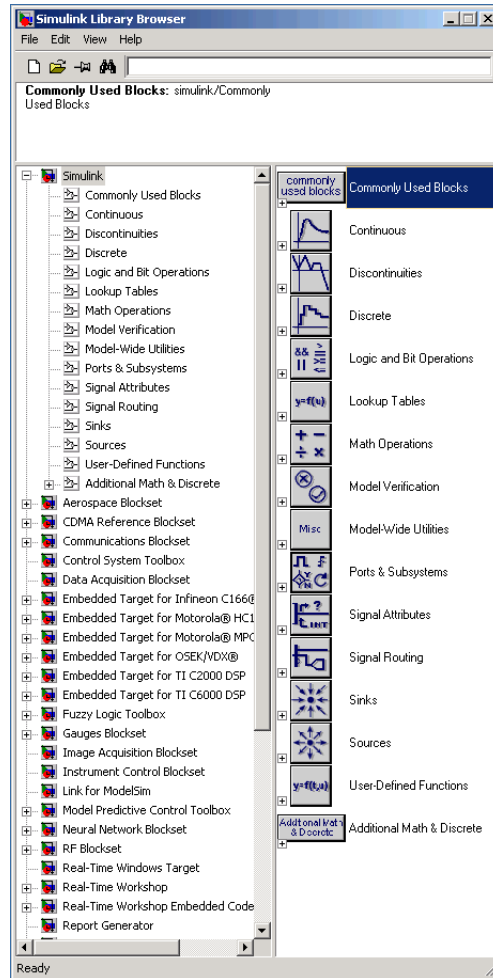 Simulink Library Browser
File Edit View Help
Commonly Used Blocks: simulink/Commonly
Used Blocks
Simulink
Commonly Used Blocks
Continuous
Discontinuities
Discrete
Logic and Bit Operations
Lookup Tables
Math Operations
Model Verification
Model-Wide Utilities
Ports & Subsystems
Signal Attributes
Signal Routing
Sinks
Sources
User-Defined Functions
Additional Math & Discrete
Aerospace Blockset
CDMA Reference Blockset
Communications Blockset
Control System Toolbox
Data Acquisition Blockset
Embedded Target for Infineon C166®
Embedded Target for Motorola® HC1
Embedded Target for Motorola® MPC
Embedded Target for OSEK/VDX®
Embedded Target for TI C2000 DSP
Embedded Target for TI C6000 DSP
Fuzzy Logic Toolbox
Gauges Blockset
Image Acquisition Blockset
Instrument Control Blockset
Link for ModelSim
Model Predictive Control Toolbox
Neural Network Blockset
RF Blockset
Real-Time Windows Target
Real-Time Workshop
Real-Time Workshop Embedded Code
Report Generator
commonly
used blocks
Commonly Used Blocks
Continuous
Discontinuities
Discrete
&& >
|| <=
Logic and Bit Operations
y=f(u)
Lookup Tables
+ −
÷ ×
Math Operations
Model Verification
Misc
Model-Wide Utilities
Ports & Subsystems
?
INT
Signal Attributes
Signal Routing
Sinks
Sources
y=f(t,u)
User-Defined Functions
Additional Math
& Discrete
Additional Math & Discrete
Ready